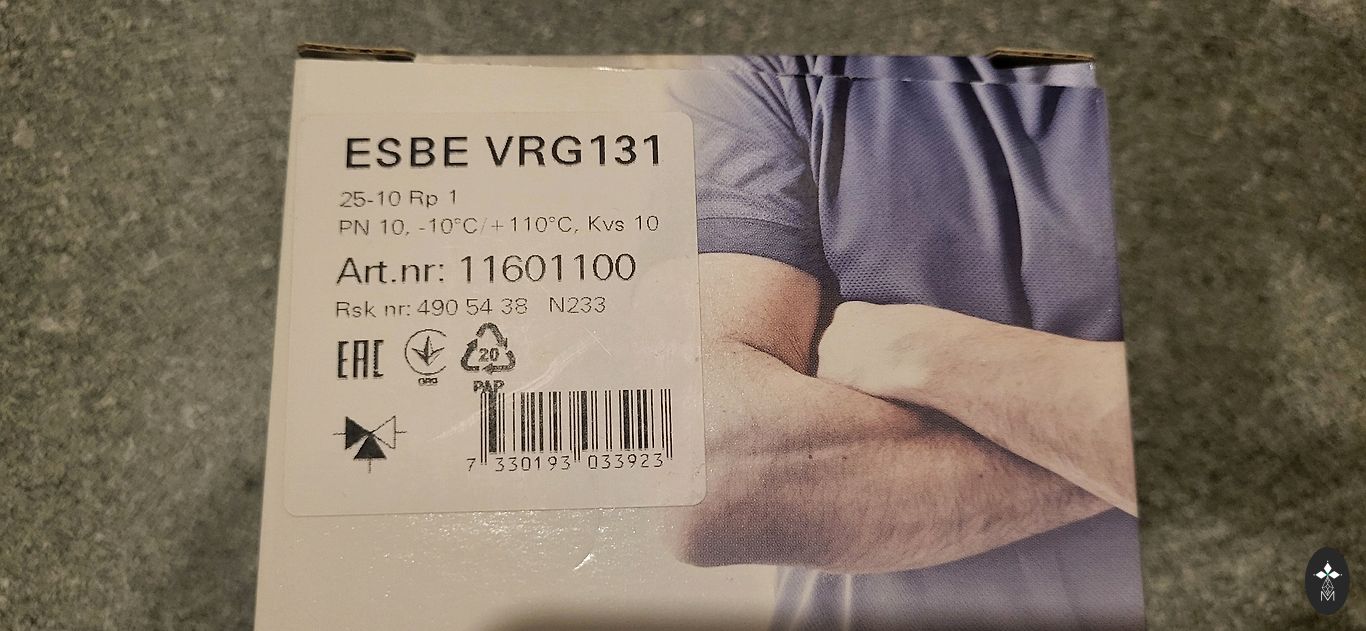 ESBE VRG131
25-10 Rp 1
PN 10, -10°C/+110°C, Kvs 10
Art.nr: 11601100
Rsk nr: 490 54 38 N233
EAC
20
PAP
7 330193 033923
M